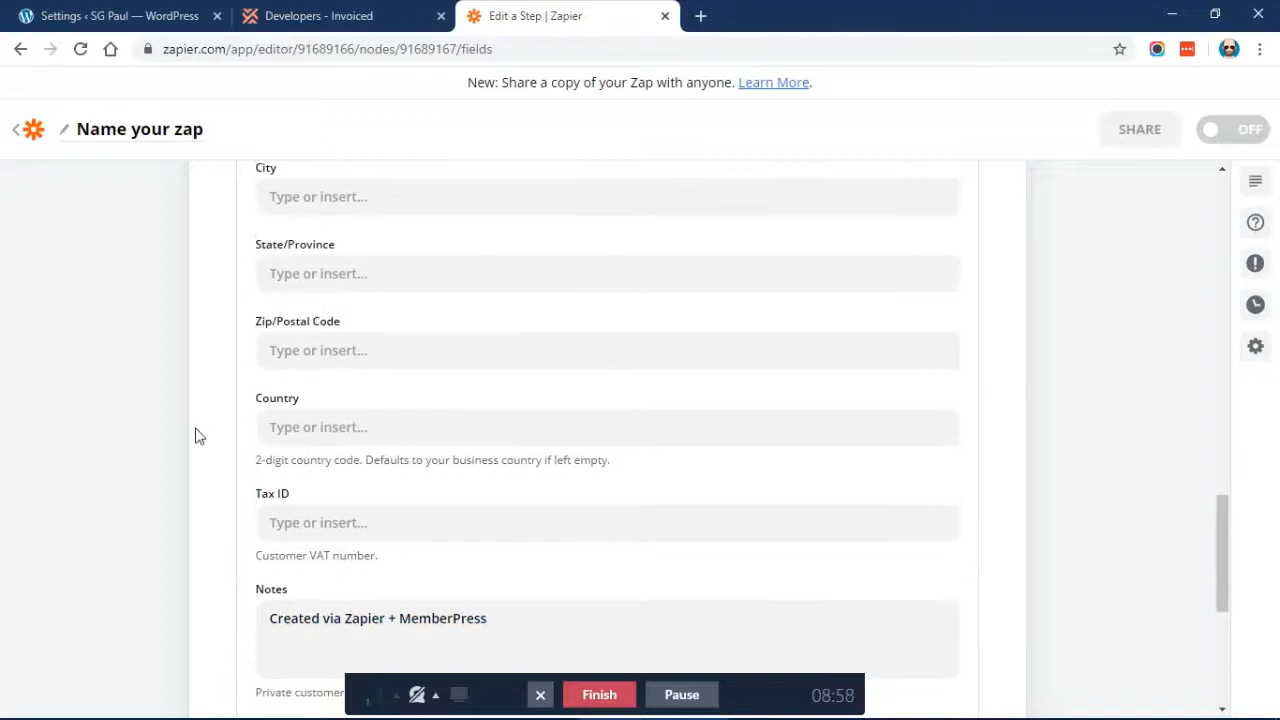 Settings ‹ SG Paul — WordPress
Developers - Invoiced
Edit a Step | Zapier
zapier.com/app/editor/91689166/nodes/91689167/fields
New: Share a copy of your Zap with anyone. Learn More.
Name your zap
SHARE
OFF
City
Type or insert...
State/Province
Type or insert...
Zip/Postal Code
Type or insert...
Country
Type or insert...
2-digit country code. Defaults to your business country if left empty.
Tax ID
Type or insert...
Customer VAT number.
Notes
Created via Zapier + MemberPress
Private customer
Finish
Pause
08:58